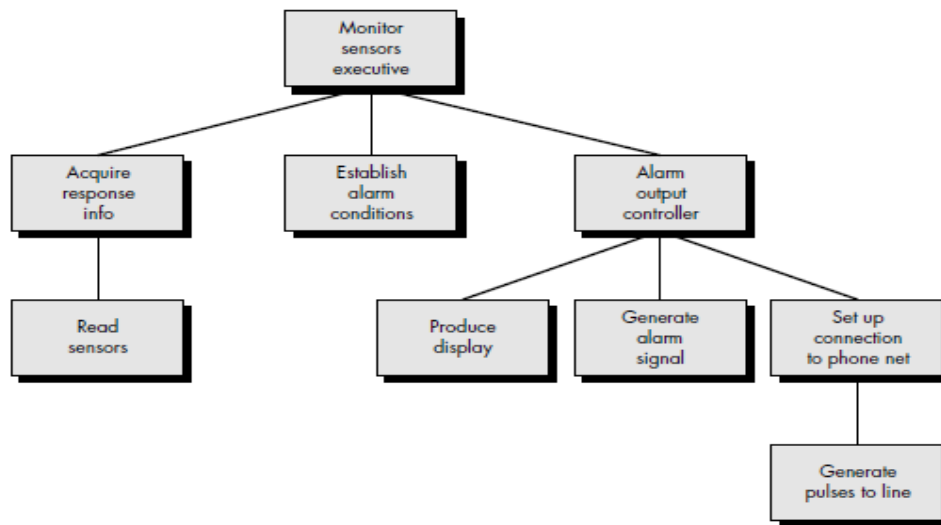 Monitor
sensors
executive
Acquire
response
info
Establish
alarm
conditions
Alarm
output
controller
Read
sensors
Produce
display
Generate
alarm
signal
Set up
connection
to phone net
Generate
pulses to line